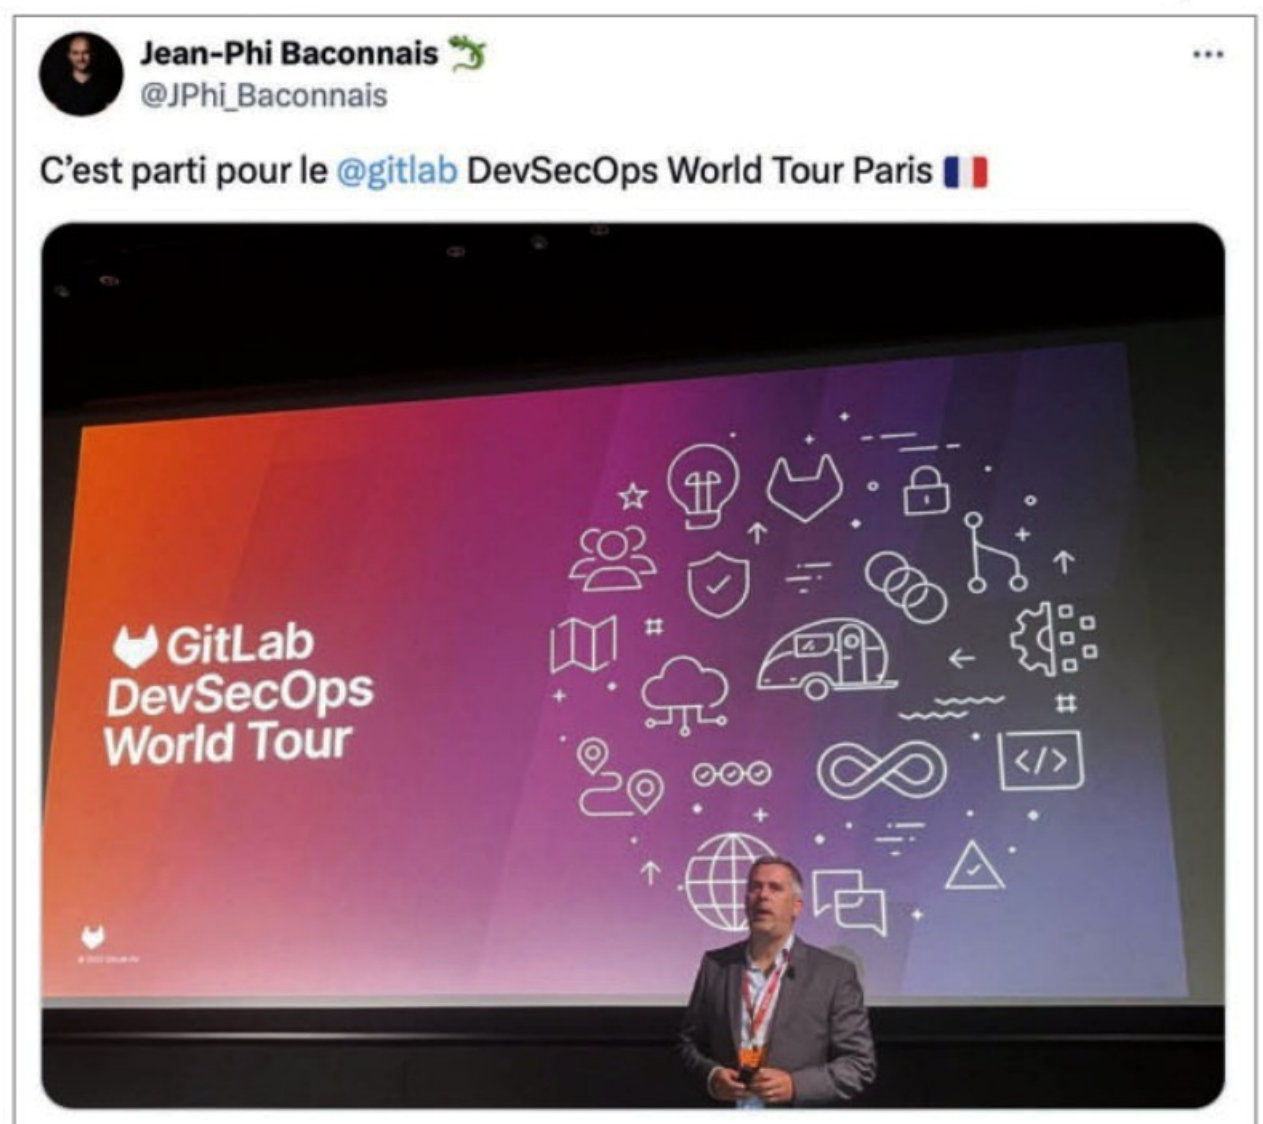 Jean-Phi Baconnais 🦎
@JPhi_Baconnais
C'est parti pour le @gitlab DevSecOps World Tour Paris 🇫🇷
GitLab
DevSecOps
World Tour